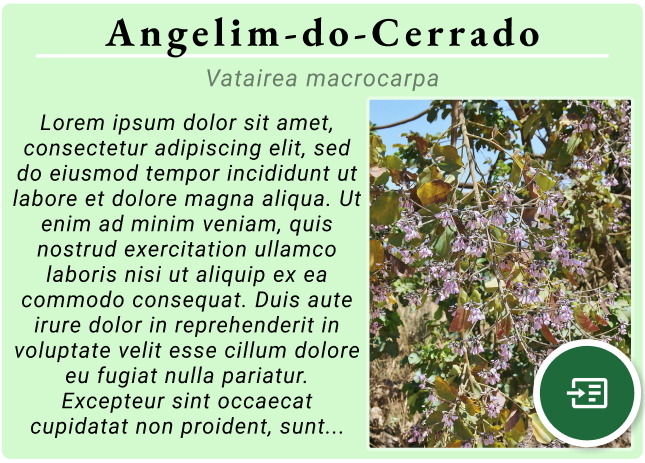 Angelim-do-Cerrado
Vatairea macrocarpa
Lorem ipsum dolor sit amet,
consectetur adipiscing elit, sed
do eiusmod tempor incididunt ut
labore et dolore magna aliqua. Ut
enim ad minim veniam, quis
nostrud exercitation ullamco
laboris nisi ut aliquip ex ea
commodo consequat. Duis aute
irure dolor in reprehenderit in
voluptate velit esse cillum dolore
eu fugiat nulla pariatur.
Excepteur sint occaecat
cupidatat non proident, sunt...